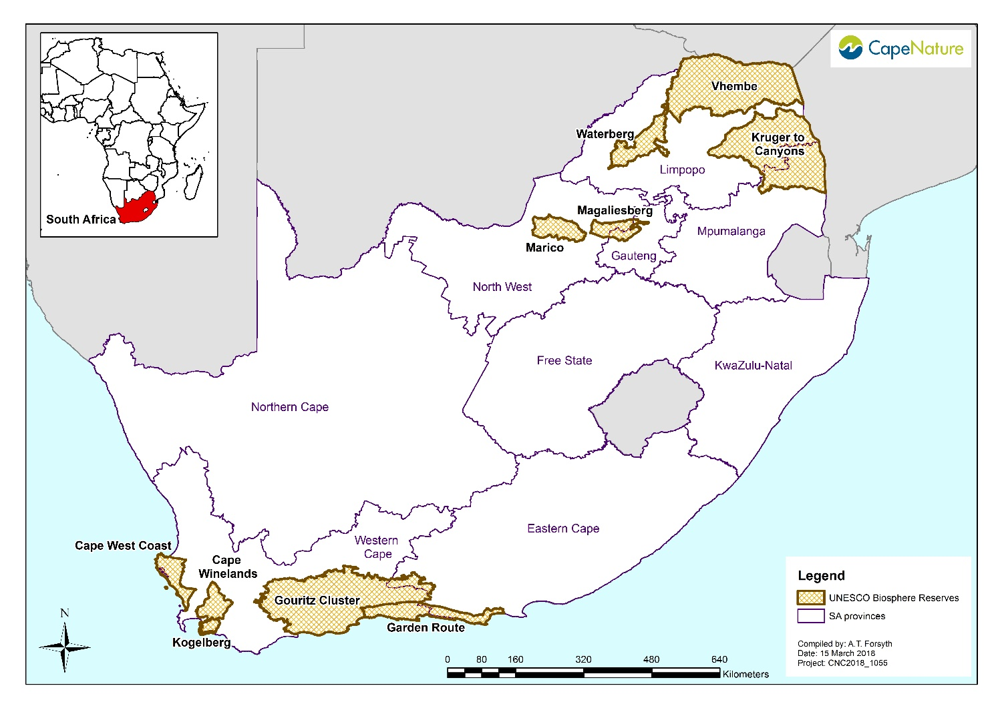 CapeNature
Vhembe
Waterberg
Kruger to
Canyons
Limpopo
South Africa
Magaliesberg
Mpumalanga
Marico
Gauteng
North West
Free State
KwaZulu-Natal
Northern Cape
Eastern Cape
Western
Cape
Cape West Coast
Cape
Winelands
Gouritz Cluster
Garden Route
Kogelberg
N
0 80 160 320 480 640
Kilometers
Legend
UNESCO Biosphere Reserves
SA provinces
Compiled by: A.T. Forsyth
Date: 15 March 2018
Project: CNC2018_1055